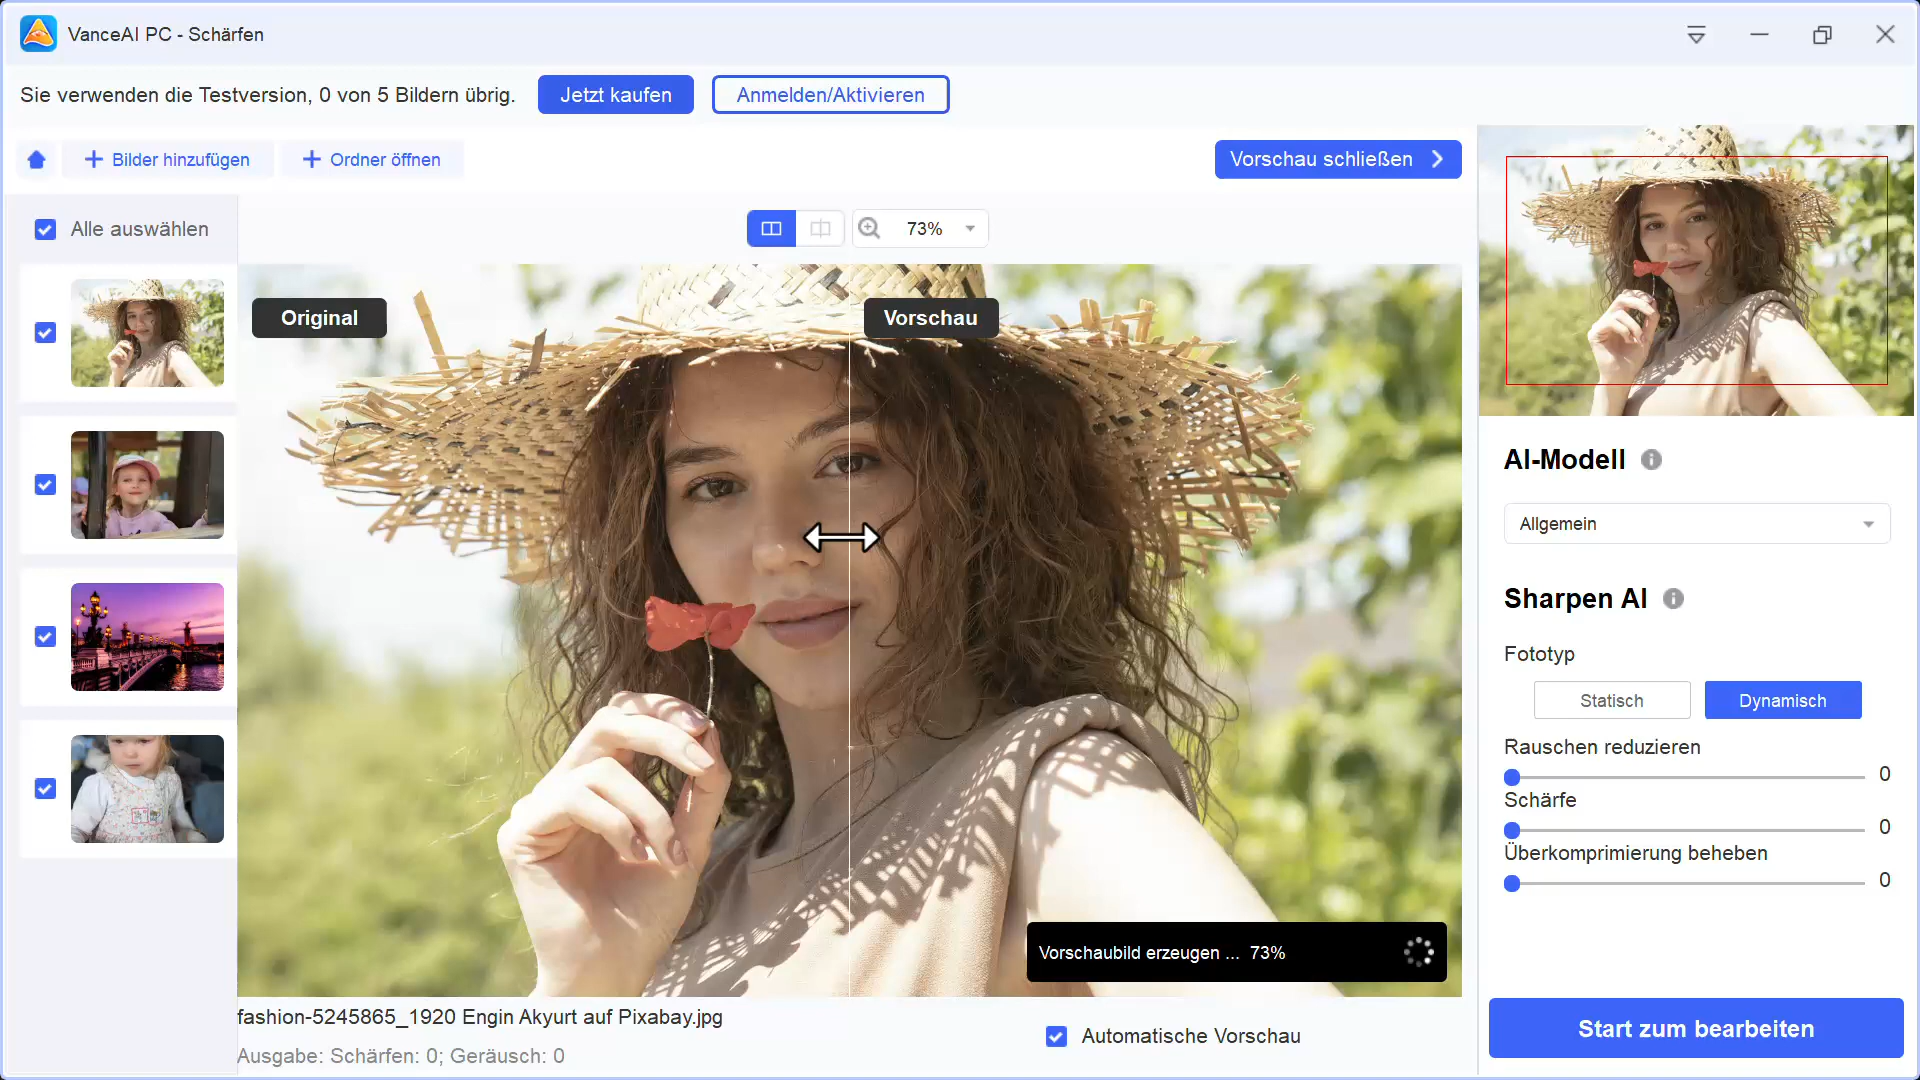 VanceAI PC - Schärfen
Sie verwenden die Testversion, 0 von 5 Bildern übrig.
Jetzt kaufen
Anmelden/Aktivieren
Bilder hinzufügen
Ordner öffnen
Vorschau schließen
Alle auswählen
73%
Original
Vorschau
Vorschaubild erzeugen ... 73%
fashion-5245865_1920 Engin Akyurt auf Pixabay.jpg
Ausgabe: Schärfen: 0; Geräusch: 0
Automatische Vorschau
AI-Modell
Allgemein
Sharpen AI
Fototyp
Statisch
Dynamisch
Rauschen reduzieren
0
Schärfe
0
Überkomprimierung beheben
0
Start zum bearbeiten